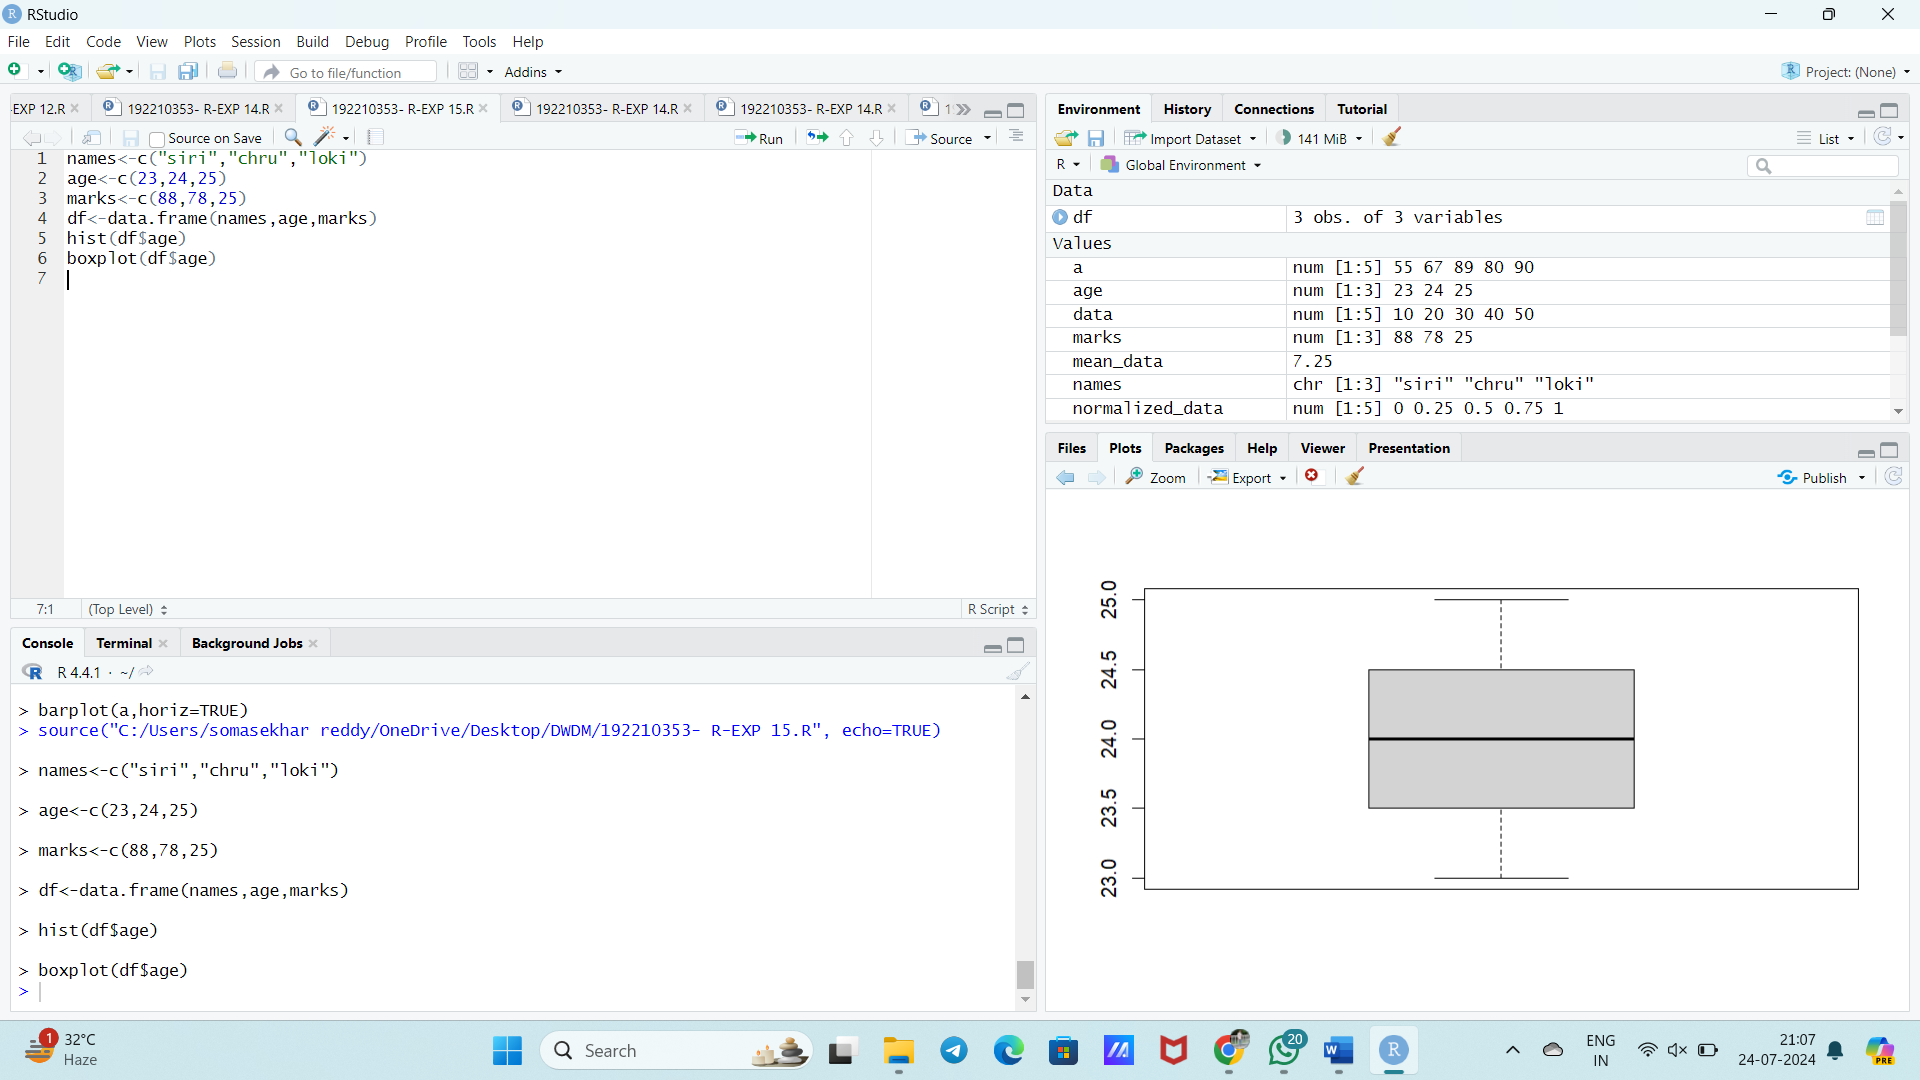 RStudio
File Edit Code View Plots Session Build Debug Profile Tools Help
Go to file/function Addins Project: (None)
-EXP 12.R 192210353- R-EXP 14.R 192210353- R-EXP 15.R 192210353- R-EXP 14.R 192210353- R-EXP 14.R 1
Source on Save Run Source
1 names<-c("siri","chru","loki")
2 age<-c(23,24,25)
3 marks<-c(88,78,25)
4 df<-data.frame(names,age,marks)
5 hist(df$age)
6 boxplot(df$age)
7
7:1 (Top Level) R Script
Console Terminal Background Jobs
R 4.4.1 · ~/
> barplot(a,horiz=TRUE)
> source("C:/Users/somasekhar reddy/OneDrive/Desktop/DWDM/192210353- R-EXP 15.R", echo=TRUE)
> names<-c("siri","chru","loki")
> age<-c(23,24,25)
> marks<-c(88,78,25)
> df<-data.frame(names,age,marks)
> hist(df$age)
> boxplot(df$age)
>
Environment History Connections Tutorial
Import Dataset 141 MiB List
R Global Environment
Data
df 3 obs. of 3 variables
Values
a num [1:5] 55 67 89 80 90
age num [1:3] 23 24 25
data num [1:5] 10 20 30 40 50
marks num [1:3] 88 78 25
mean_data 7.25
names chr [1:3] "siri" "chru" "loki"
normalized_data num [1:5] 0 0.25 0.5 0.75 1
Files Plots Packages Help Viewer Presentation
Zoom Export Publish
25.0
24.5
24.0
23.5
23.0
1 32°C
Haze
Search
20
ENG
IN
21:07
24-07-2024
PRE